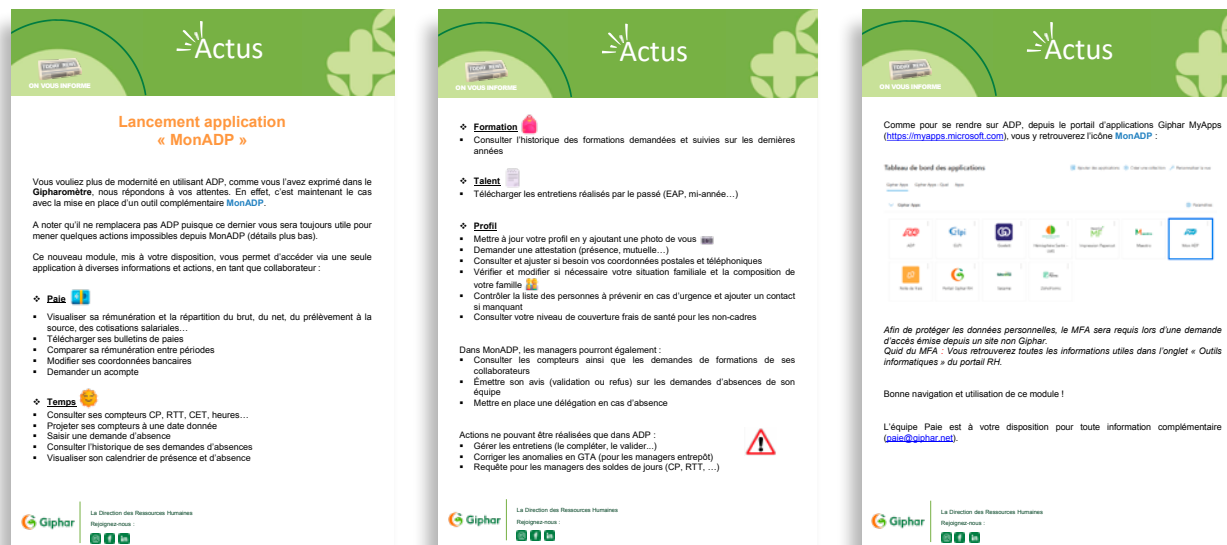 Actus
TODAY NEWS
ON VOUS INFORME
Lancement application
« MonADP »
Vous vouliez plus de modernité en utilisant ADP, comme vous l'avez exprimé dans le
Gipharomètre, nous répondons à vos attentes. En effet, c'est maintenant le cas
avec la mise en place d'un outil complémentaire MonADP.
A noter qu'il ne remplacera pas ADP puisque ce dernier vous sera toujours utile pour
mener quelques actions impossibles depuis MonADP (détails plus bas).
Ce nouveau module, mis à votre disposition, vous permet d'accéder via une seule
application à diverses informations et actions, en tant que collaborateur :
❖ Paie
▪ Visualiser sa rémunération et la répartition du brut, du net, du prélèvement à la
source, des cotisations salariales…
▪ Télécharger ses bulletins de paies
▪ Comparer sa rémunération entre périodes
▪ Modifier ses coordonnées bancaires
▪ Demander un acompte
❖ Temps
▪ Consulter ses compteurs CP, RTT, CET, heures…
▪ Projeter ses compteurs à une date donnée
▪ Saisir une demande d'absence
▪ Consulter l'historique de ses demandes d'absences
▪ Visualiser son calendrier de présence et d'absence
Giphar
La Direction des Ressources Humaines
Rejoignez-nous :
Actus
TODAY NEWS
ON VOUS INFORME
❖ Formation
▪ Consulter l'historique des formations demandées et suivies sur les dernières
années
❖ Talent
▪ Télécharger les entretiens réalisés par le passé (EAP, mi-année…)
❖ Profil
▪ Mettre à jour votre profil en y ajoutant une photo de vous
▪ Demander une attestation (présence, mutuelle…)
▪ Consulter et ajuster si besoin vos coordonnées postales et téléphoniques
▪ Vérifier et modifier si nécessaire votre situation familiale et la composition de
votre famille
▪ Contrôler la liste des personnes à prévenir en cas d'urgence et ajouter un contact
si manquant
▪ Consulter votre niveau de couverture frais de santé pour les non-cadres
Dans MonADP, les managers pourront également :
▪ Consulter les compteurs ainsi que les demandes de formations de ses
collaborateurs
▪ Émettre son avis (validation ou refus) sur les demandes d'absences de son
équipe
▪ Mettre en place une délégation en cas d'absence
Actions ne pouvant être réalisées que dans ADP :
▪ Gérer les entretiens (le compléter, le valider...)
▪ Corriger les anomalies en GTA (pour les managers entrepôt)
▪ Requête pour les managers des soldes de jours (CP, RTT, …)
Giphar
La Direction des Ressources Humaines
Rejoignez-nous :
Actus
TODAY NEWS
ON VOUS INFORME
Comme pour se rendre sur ADP, depuis le portail d'applications Giphar MyApps
(https://myapps.microsoft.com), vous y retrouverez l'icône MonADP :
Tableau de bord des applications
Giphar Apps
Paramètres
ADP
Gipi
Maestro
Mon ADP
Portail Giphar RH
Afin de protéger les données personnelles, le MFA sera requis lors d'une demande
d'accès émise depuis un site non Giphar.
Quid du MFA : Vous retrouverez toutes les informations utiles dans l'onglet « Outils
informatiques » du portail RH.
Bonne navigation et utilisation de ce module !
L'équipe Paie est à votre disposition pour toute information complémentaire
(paie@giphar.net).
Giphar
La Direction des Ressources Humaines
Rejoignez-nous :